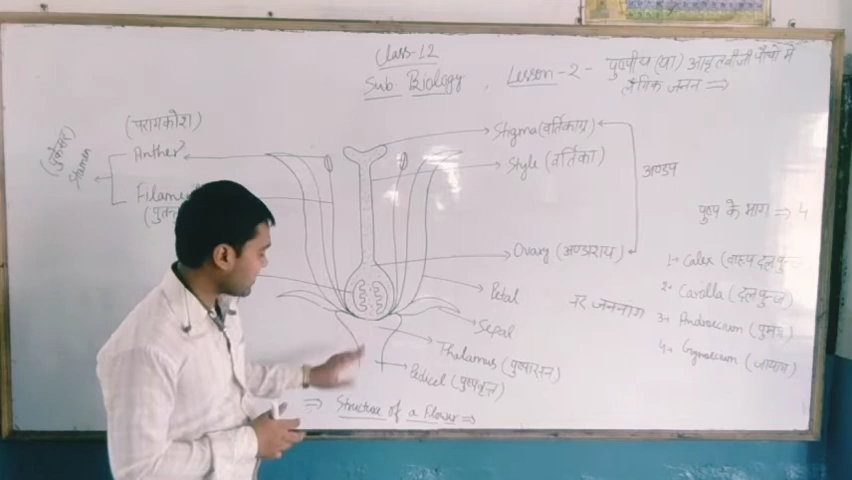 Class-12
Sub. Biology, Lesson-2- पुष्पीय (या) आवृतबीजी पौधों में
लैंगिक जनन ⇒
(परागकोश)
Anther
(पुंकेसर)
Stamen
Filame
Stigma (वर्तिकाग्र)
Style (वर्तिका)
अण्डप
Ovary (अण्डाशय)
Petal
Sepal
Thalamus (पुष्पासन)
Pedicel (पुष्पवृन्त)
⇒ Structure of a Flower ⇒
पुष्प के भाग ⇒ 4
नर जननांग
1→ Calex (बाह्य दलपुन्ज
2→ Carolla (दलपुन्ज)
3→ Androecium (पुमंग)
4→ Gynoecium (जायांग)